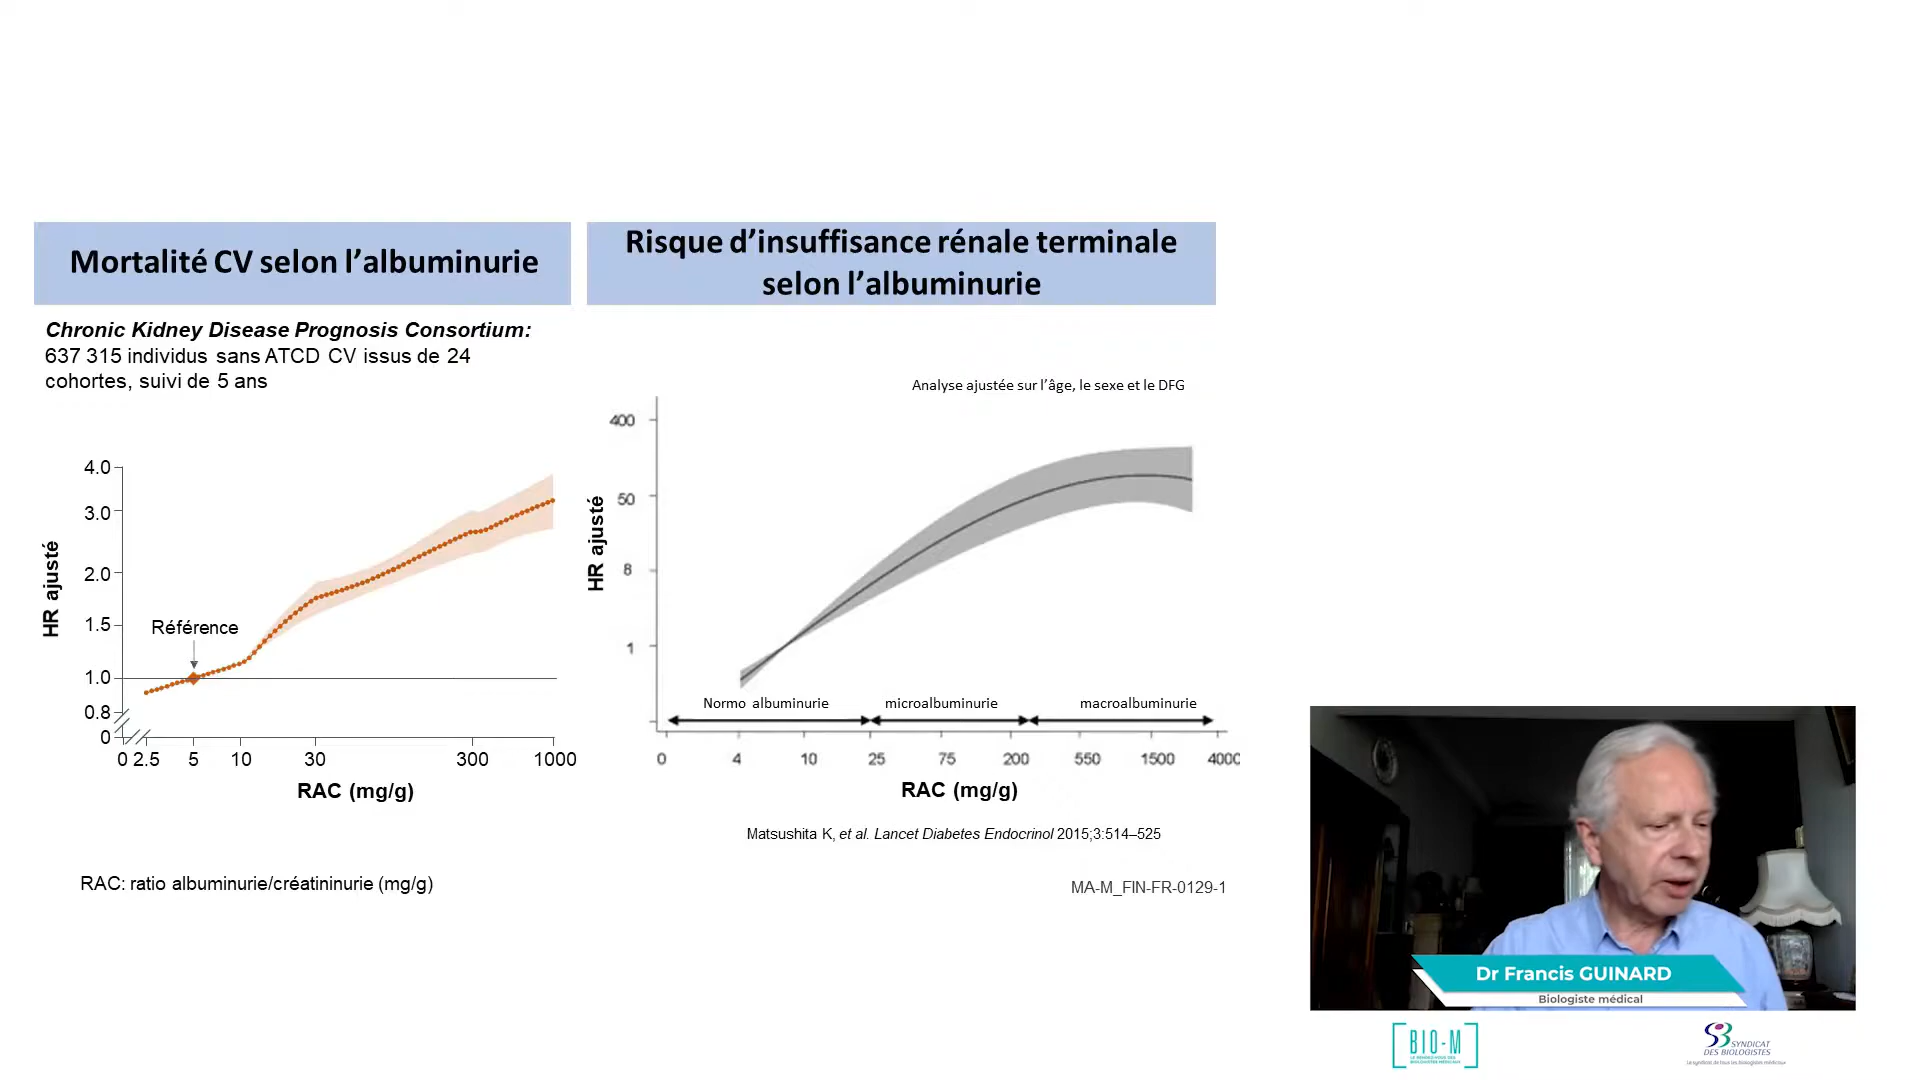 Mortalité CV selon l'albuminurie
Chronic Kidney Disease Prognosis Consortium:
637 315 individus sans ATCD CV issus de 24
cohortes, suivi de 5 ans
HR ajusté
4.0
3.0
2.0
1.5
1.0
0.8
0
Référence
0 2.5 5 10 30 300 1000
RAC (mg/g)
RAC: ratio albuminurie/créatininurie (mg/g)
Risque d'insuffisance rénale terminale
selon l'albuminurie
Analyse ajustée sur l'âge, le sexe et le DFG
HR ajusté
400
50
8
1
Normo albuminurie microalbuminurie macroalbuminurie
0 4 10 25 75 200 550 1500 4000
RAC (mg/g)
Matsushita K, et al. Lancet Diabetes Endocrinol 2015;3:514–525
MA-M_FIN-FR-0129-1
Dr Francis GUINARD
Biologiste médical
BIO-M
SYNDICAT
DES BIOLOGISTES